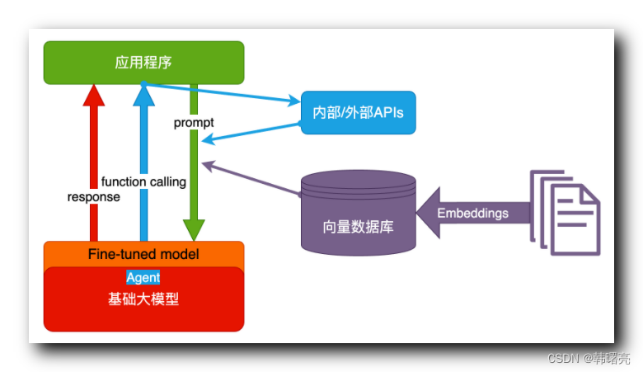 应用程序
内部/外部APIs
prompt
function calling
response
向量数据库
Embeddings
Fine-tuned model
Agent
基础大模型
CSDN @韩曙亮